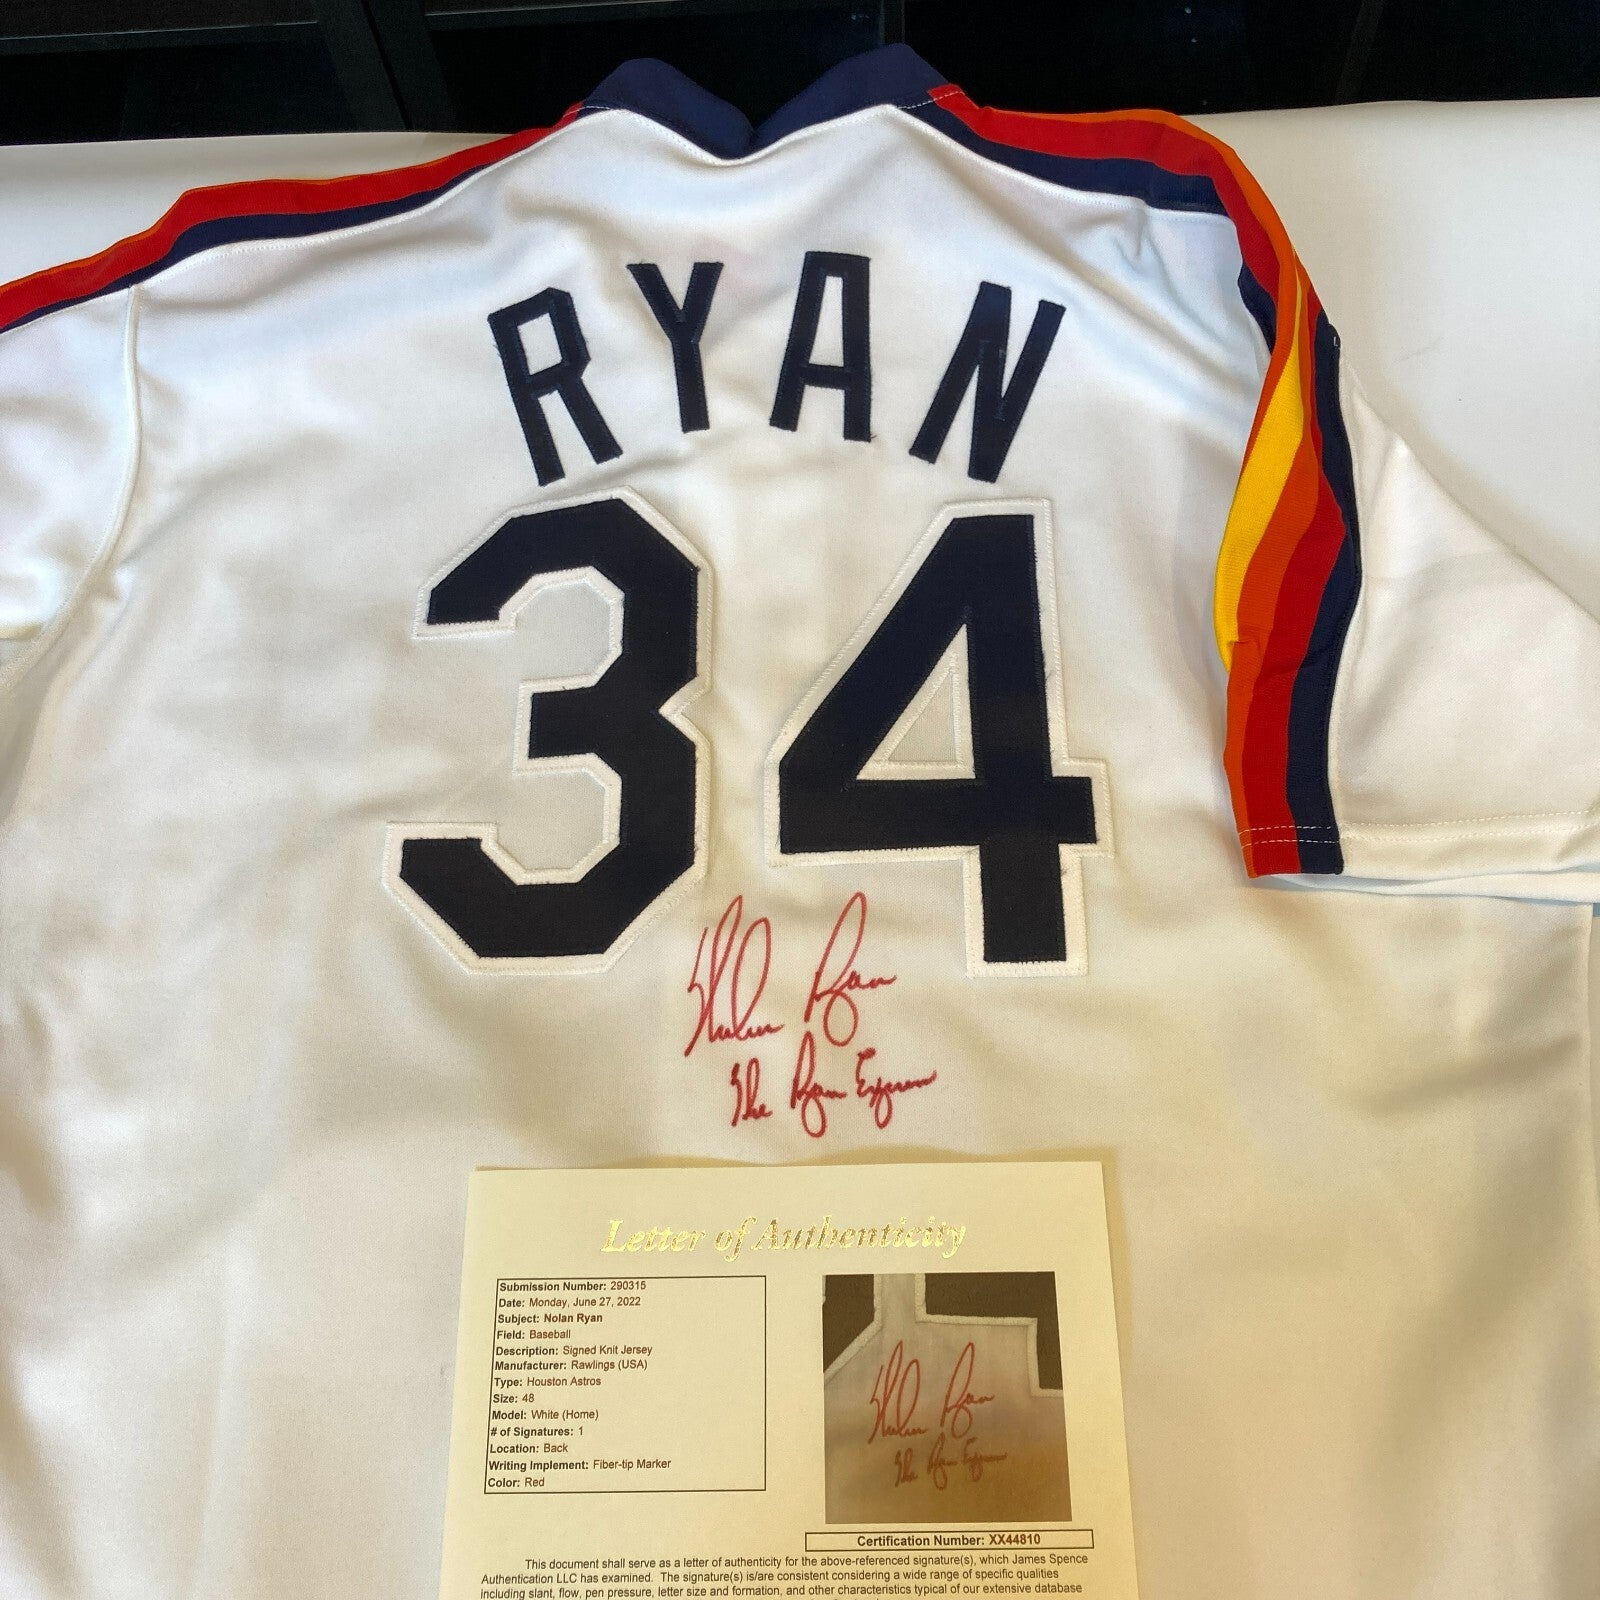 RYAN
34
Nolan Ryan
The Ryan Express
Letter of Authenticity
Submission Number: 290315
Date: Monday, June 27, 2022
Subject: Nolan Ryan
Field: Baseball
Description: Signed Knit Jersey
Manufacturer: Rawlings (USA)
Type: Houston Astros
Size: 48
Model: White (Home)
# of Signatures: 1
Location: Back
Writing Implement: Fiber-tip Marker
Color: Red
Nolan Ryan
The Ryan Express
Certification Number: XX44810
This document shall serve as a letter of authenticity for the above-referenced signature(s), which James Spence
Authentication LLC has examined. The signature(s) is/are consistent considering a wide range of specific qualities
including slant, flow, pen pressure, letter size and formation, and other characteristics typical of our extensive database